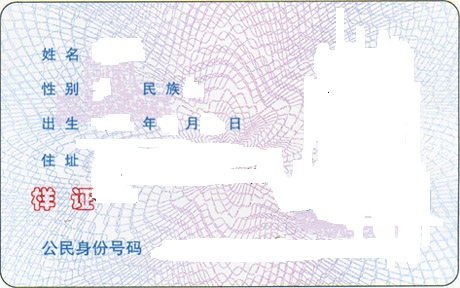 姓名
性别 民族
出生 年 月 日
住址
样证
公民身份号码